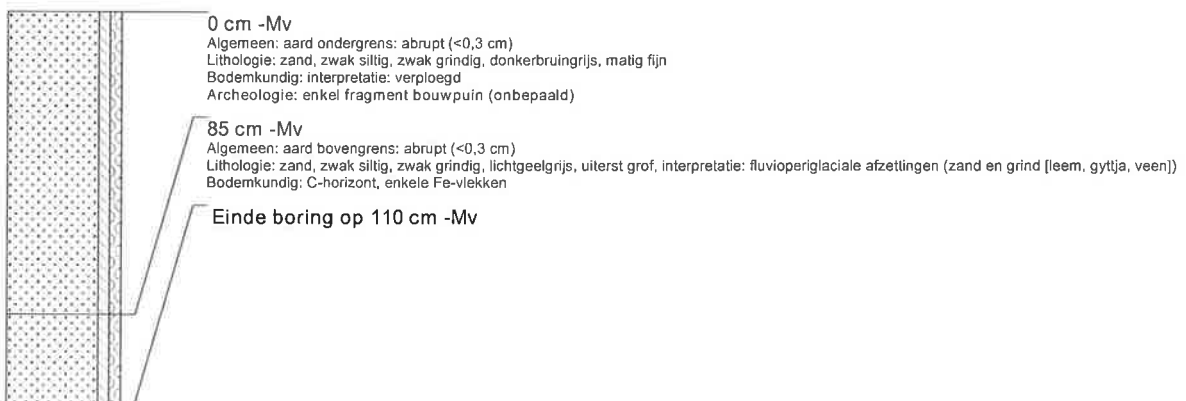 0 cm -Mv
Algemeen: aard ondergrens: abrupt (<0,3 cm)
Lithologie: zand, zwak siltig, zwak grindig, donkerbruingrijs, matig fijn
Bodemkundig: interpretatie: verploegd
Archeologie: enkel fragment bouwpuin (onbepaald)
85 cm -Mv
Algemeen: aard bovengrens: abrupt (<0,3 cm)
Lithologie: zand, zwak siltig, zwak grindig, lichtgeelgrijs, uiterst grof, interpretatie: fluvioperiglaciale afzettingen (zand en grind [leem, gyttja, veen])
Bodemkundig: C-horizont, enkele Fe-vlekken
Einde boring op 110 cm -Mv